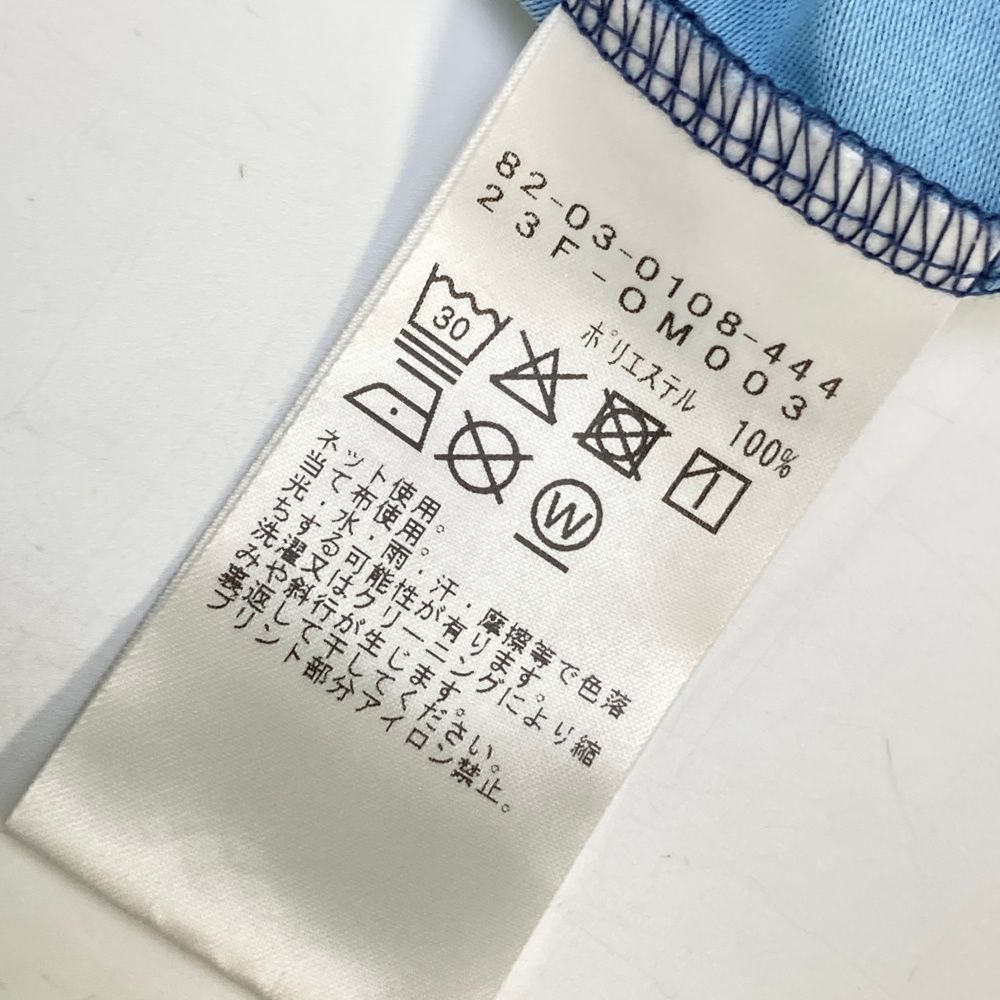 82-03-0108-444
23F-OM003
ポリエステル 100%
30
W
ネット使用。
当て布使用。
光・水・雨・汗・摩擦等で色落
ちする可能性が有ります。
洗濯又はクリーニングにより縮
みや斜行が生じます。
裏返して干してください。
プリント部分アイロン禁止。